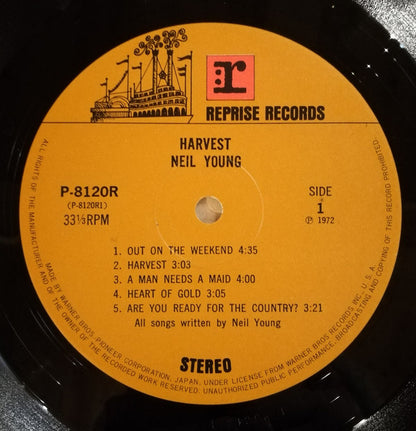 r
REPRISE RECORDS
HARVEST
NEIL YOUNG
P-8120R
(P-8120R1)
33⅓RPM
SIDE
1
Ⓟ 1972
1. OUT ON THE WEEKEND 4:35
2. HARVEST 3:03
3. A MAN NEEDS A MAID 4:00
4. HEART OF GOLD 3:05
5. ARE YOU READY FOR THE COUNTRY? 3:21
All songs written by Neil Young
STEREO
MADE BY WARNER BROS.-PIONEER CORPORATION, JAPAN, UNDER LICENSE FROM WARNER BROS. RECORDS INC., U.S.A.
ALL RIGHTS OF THE MANUFACTURER AND OF THE OWNER OF THE RECORDED WORK RESERVED. UNAUTHORIZED PUBLIC PERFORMANCE, BROADCASTING AND COPYING OF THIS RECORD PROHIBITED.